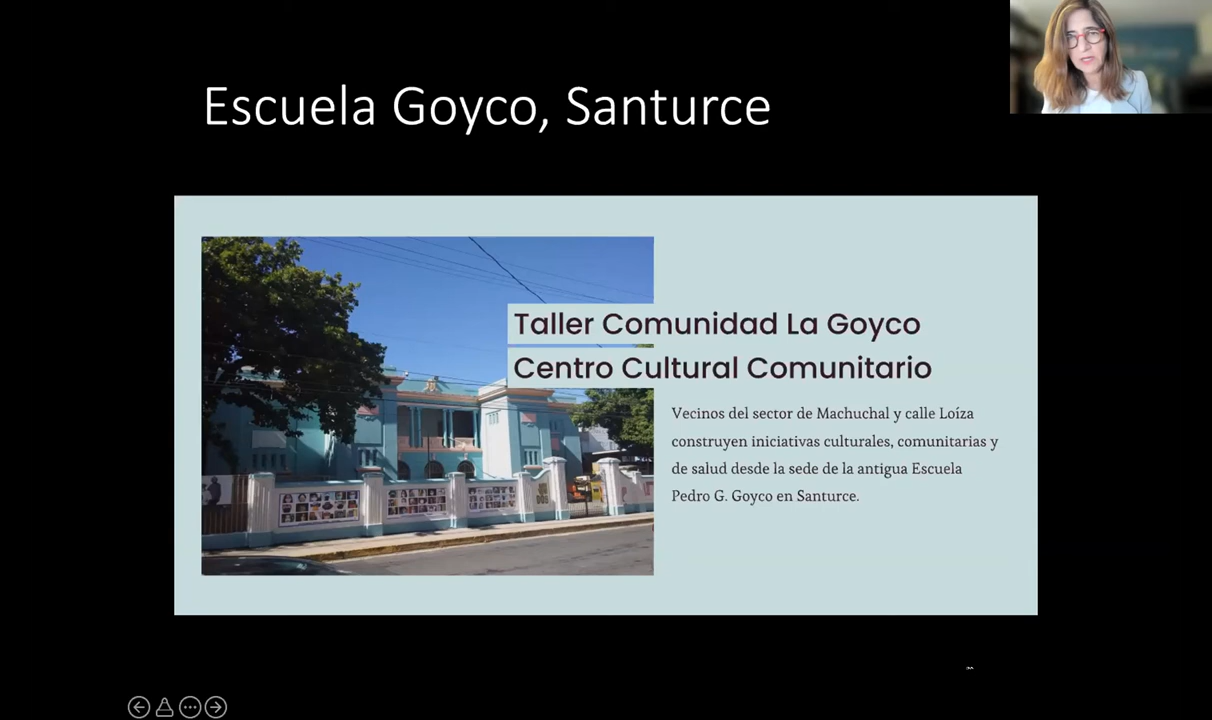 Escuela Goyco, Santurce
Taller Comunidad La Goyco
Centro Cultural Comunitario
Vecinos del sector de Machuchal y calle Loíza
construyen iniciativas culturales, comunitarias y
de salud desde la sede de la antigua Escuela
Pedro G. Goyco en Santurce.